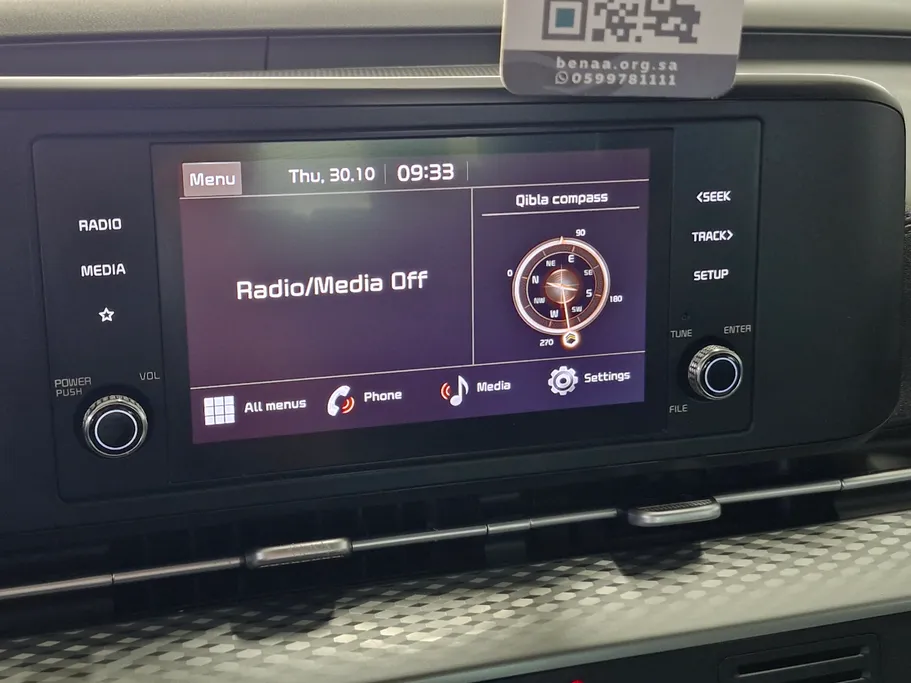 benaa.org.sa
0599781111
Menu
Thu, 30.10
09:33
Qibla compass
RADIO
MEDIA
POWER
PUSH
VOL
Radio/Media Off
90
0
180
270
NE
E
SE
N
S
NW
W
SW
All menus
Phone
Media
Settings
<SEEK
TRACK>
SETUP
TUNE
ENTER
FILE